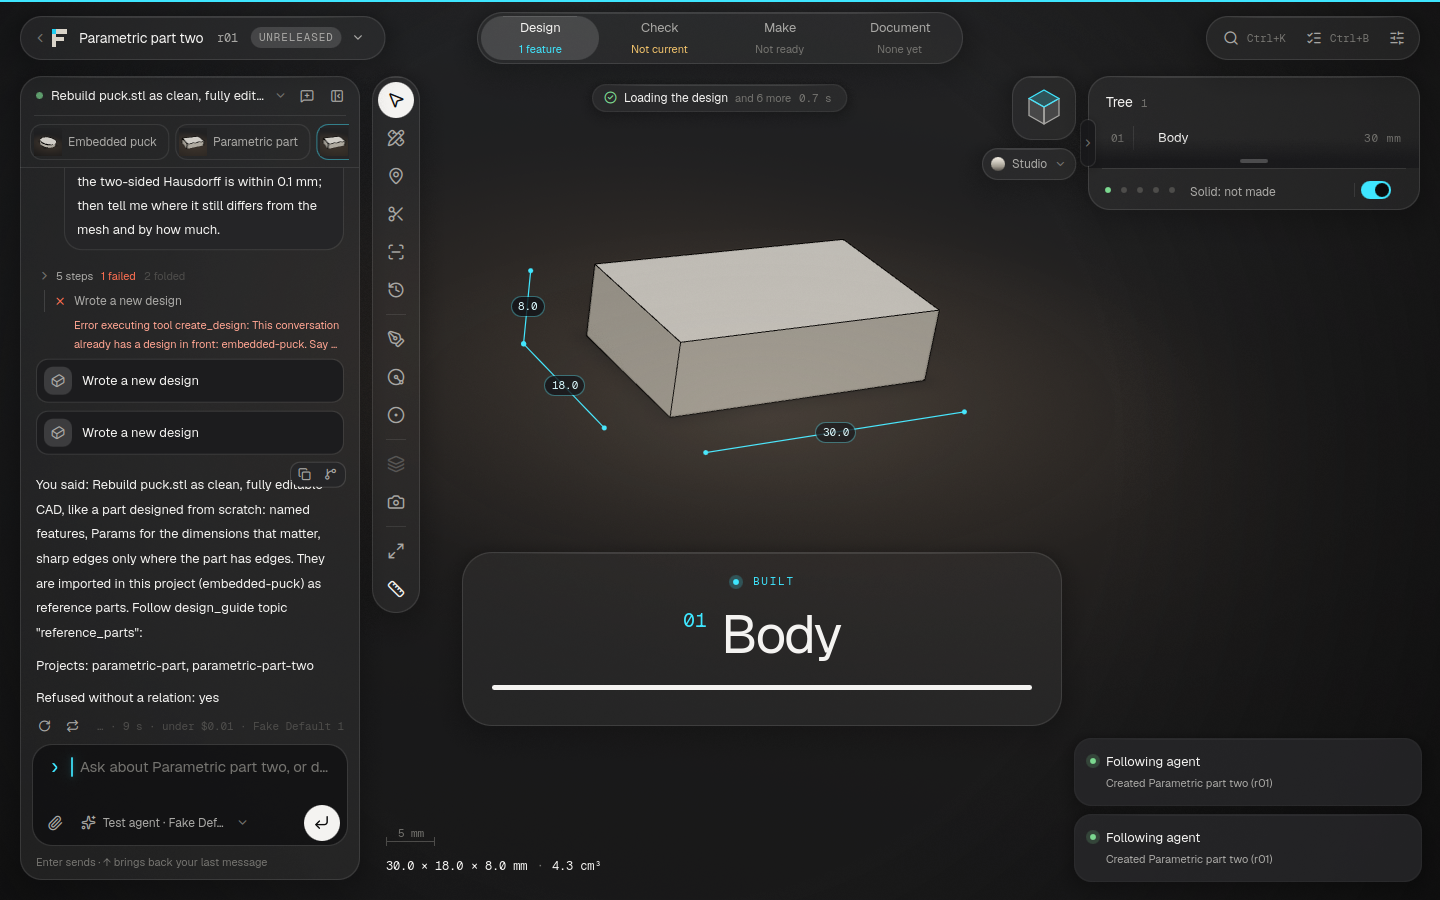 Parametric part two r01 UNRELEASED
Design
1 feature
Check
Not current
Make
Not ready
Document
None yet
Ctrl+K
Ctrl+B
Rebuild puck.stl as clean, fully edit...
Embedded puck
Parametric part
the two-sided Hausdorff is within 0.1 mm;
then tell me where it still differs from the
mesh and by how much.
5 steps 1 failed 2 folded
Wrote a new design
Error executing tool create_design: This conversation
already has a design in front: embedded-puck. Say ...
Wrote a new design
Wrote a new design
You said: Rebuild puck.stl as clean, fully editable
CAD, like a part designed from scratch: named
features, Params for the dimensions that matter,
sharp edges only where the part has edges. They
are imported in this project (embedded-puck) as
reference parts. Follow design_guide topic
"reference_parts":
Projects: parametric-part, parametric-part-two
Refused without a relation: yes
... · 9 s · under $0.01 · Fake Default 1
Ask about Parametric part two, or d...
Test agent · Fake Def...
Enter sends · ↑ brings back your last message
Loading the design and 6 more 0.7 s
Studio
Tree 1
01 Body 30 mm
Solid: not made
8.0
18.0
30.0
BUILT
01 Body
5 mm
30.0 × 18.0 × 8.0 mm · 4.3 cm³
Following agent
Created Parametric part two (r01)
Following agent
Created Parametric part two (r01)